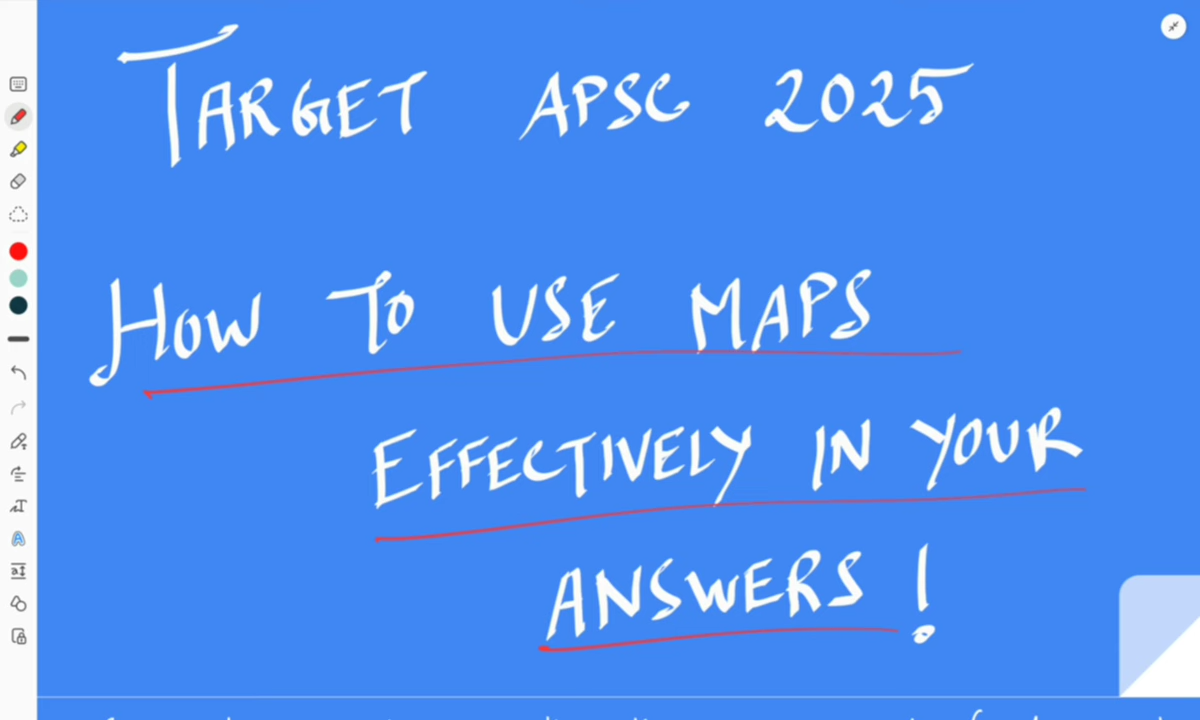 TARGET APSC 2025
HOW TO USE MAPS
EFFECTIVELY IN YOUR
ANSWERS!